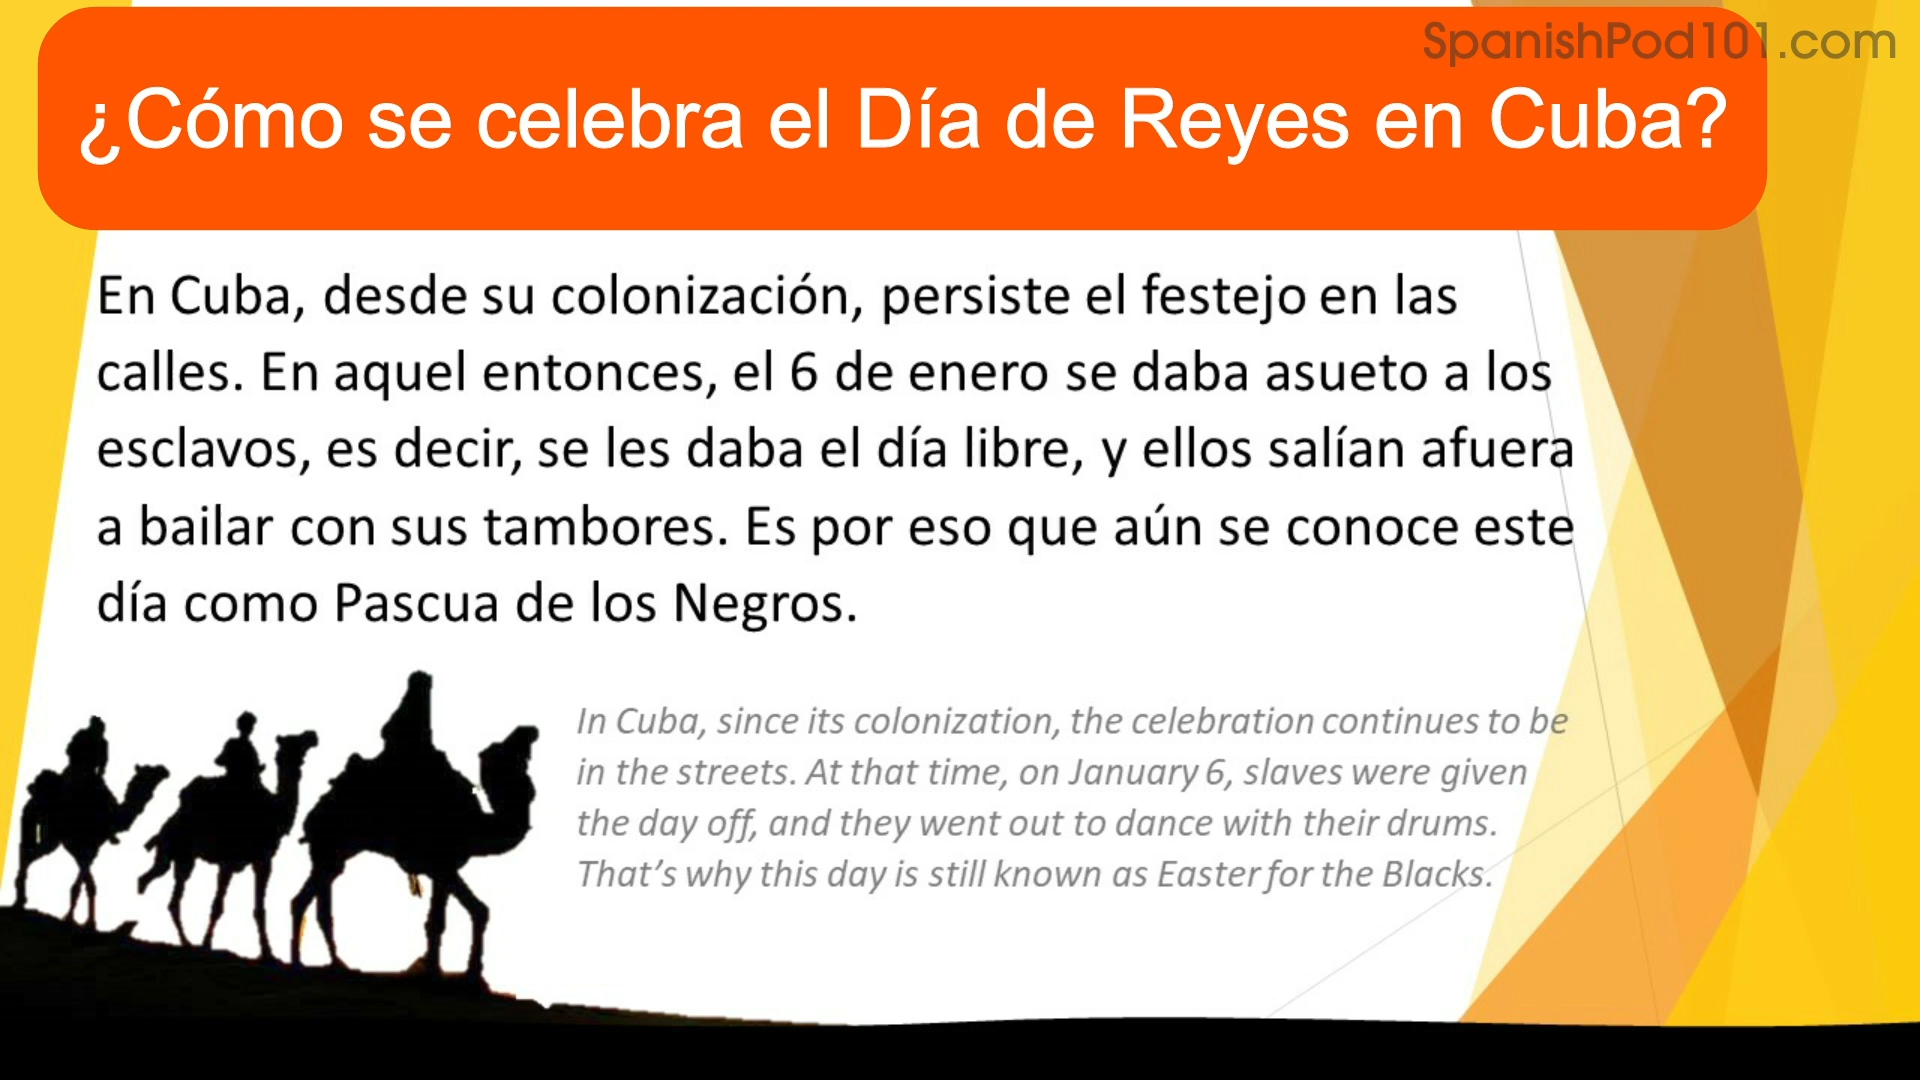 SpanishPod101.com
¿Cómo se celebra el Día de Reyes en Cuba?
En Cuba, desde su colonización, persiste el festejo en las
calles. En aquel entonces, el 6 de enero se daba asueto a los
esclavos, es decir, se les daba el día libre, y ellos salían afuera
a bailar con sus tambores. Es por eso que aún se conoce este
día como Pascua de los Negros.
In Cuba, since its colonization, the celebration continues to be
in the streets. At that time, on January 6, slaves were given
the day off, and they went out to dance with their drums.
That’s why this day is still known as Easter for the Blacks.